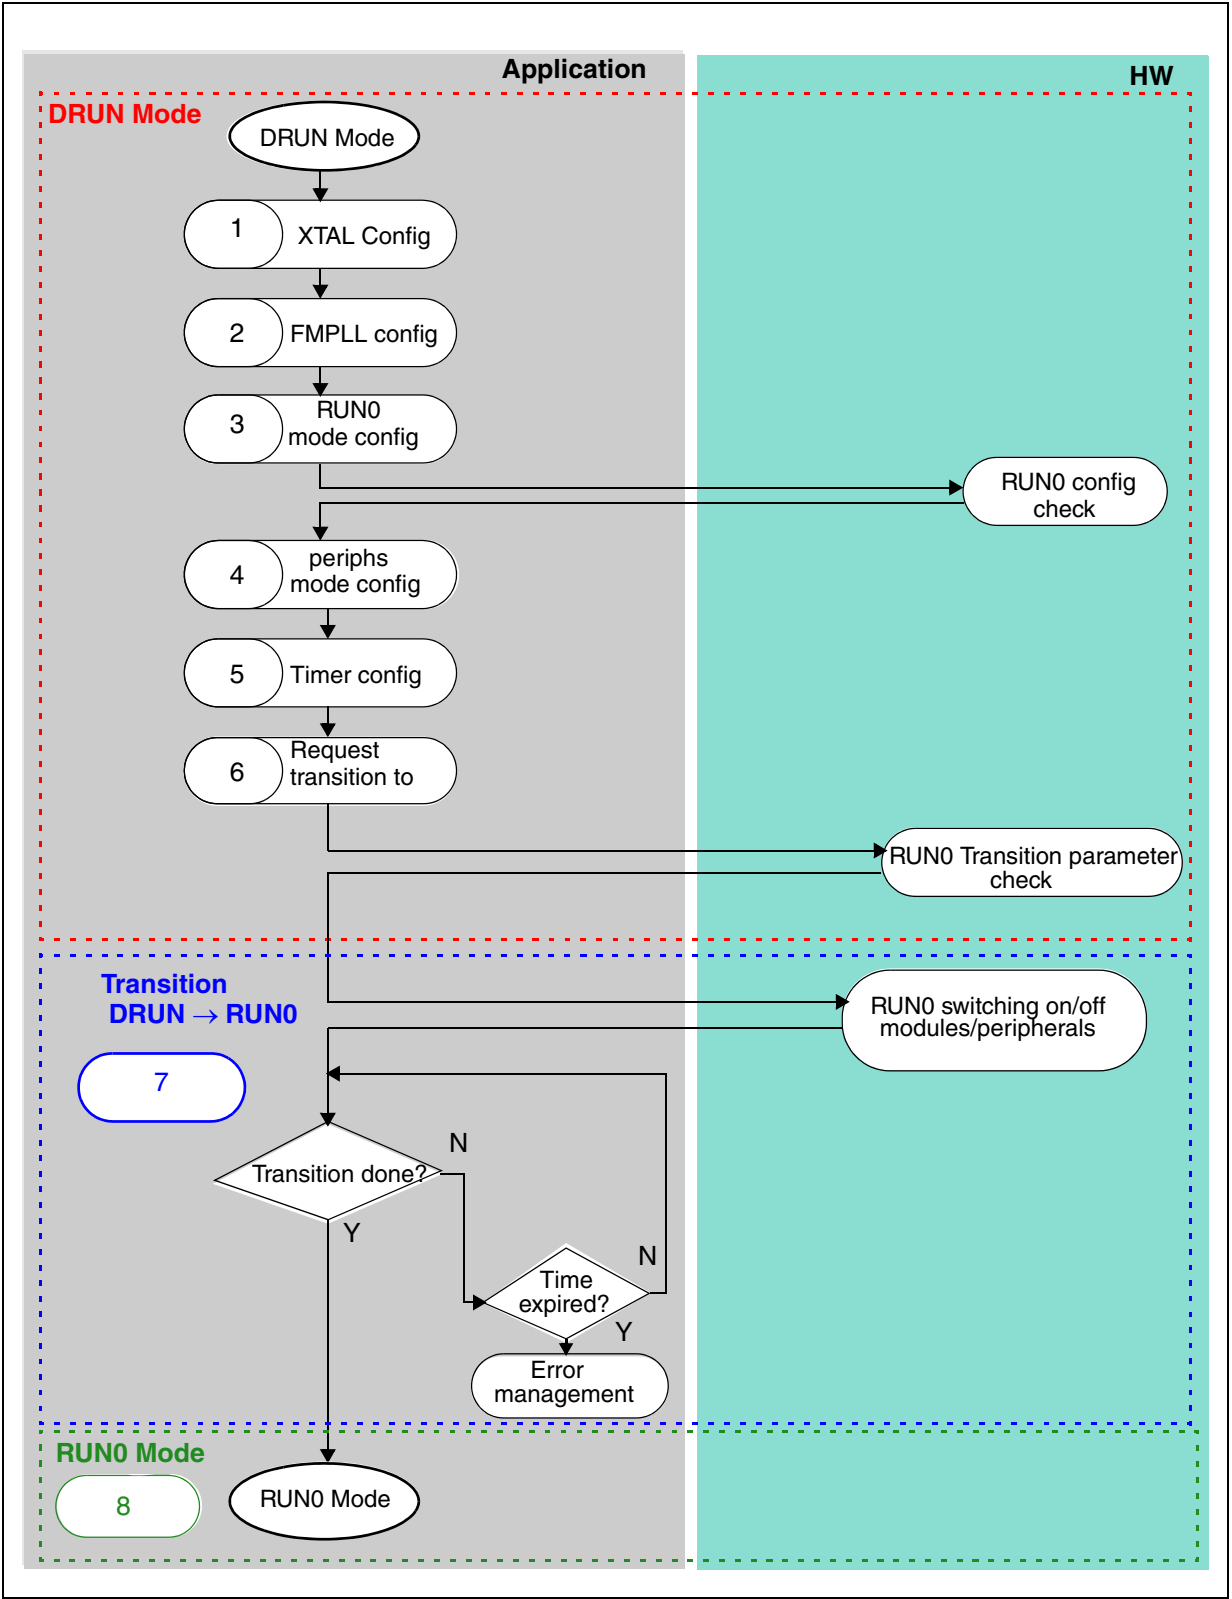 Application
HW
DRUN Mode
DRUN Mode
1
XTAL Config
2
FMPLL config
3
RUN0
mode config
RUN0 config
check
4
periphs
mode config
5
Timer config
6
Request
transition to
RUN0 Transition parameter
check
Transition
DRUN → RUN0
RUN0 switching on/off
modules/peripherals
7
N
Transition done?
Y
N
Time
expired?
Y
Error
management
RUN0 Mode
8
RUN0 Mode